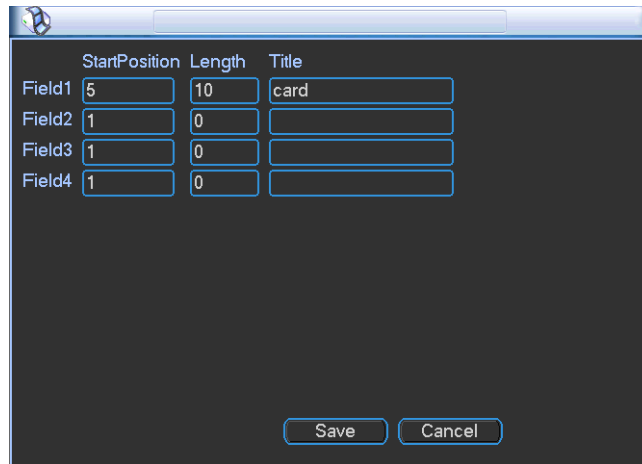 StartPosition Length Title
Field1 5 10 card
Field2 1 0
Field3 1 0
Field4 1 0
Save Cancel